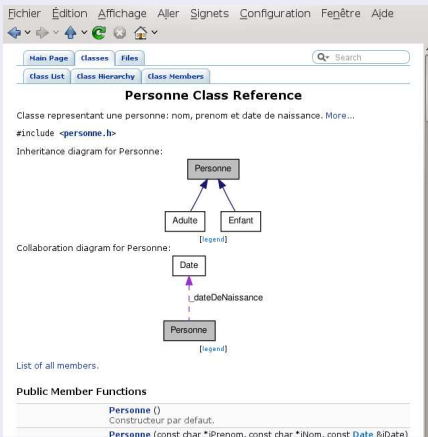 Fichier Édition Affichage Aller Signets Configuration Fenêtre Aide
Main Page Classes Files
Search
Class List Class Hierarchy Class Members
Personne Class Reference
Classe representant une personne: nom, prenom et date de naissance. More...
#include <personne.h>
Inheritance diagram for Personne:
Personne
Adulte Enfant
[legend]
Collaboration diagram for Personne:
Date
_dateDeNaissance
Personne
[legend]
List of all members.
Public Member Functions
Personne ()
Constructeur par defaut.
Personne (const char *iPrenom, const char *iNom, const Date &iDate)